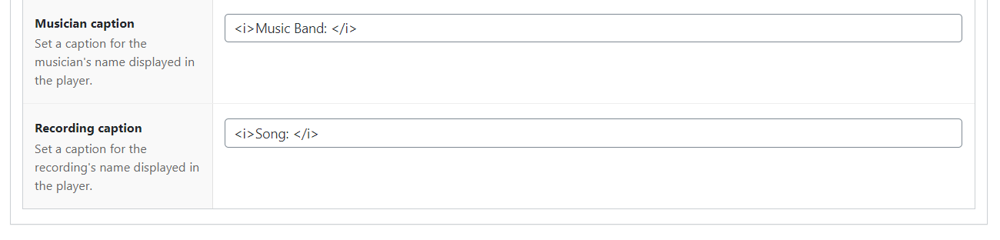 Musician caption
Set a caption for the
musician's name displayed in
the player.
<i>Music Band: </i>
Recording caption
Set a caption for the
recording's name displayed in
the player.
<i>Song: </i>